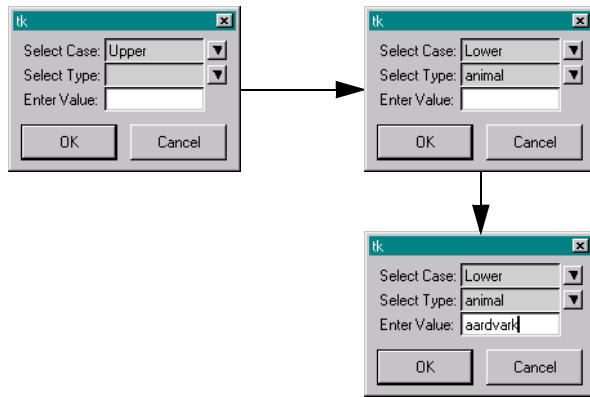 tk
Select Case: Upper
Select Type:
Enter Value:
OK Cancel
tk
Select Case: Lower
Select Type: animal
Enter Value:
OK Cancel
tk
Select Case: Lower
Select Type: animal
Enter Value: aardvark
OK Cancel